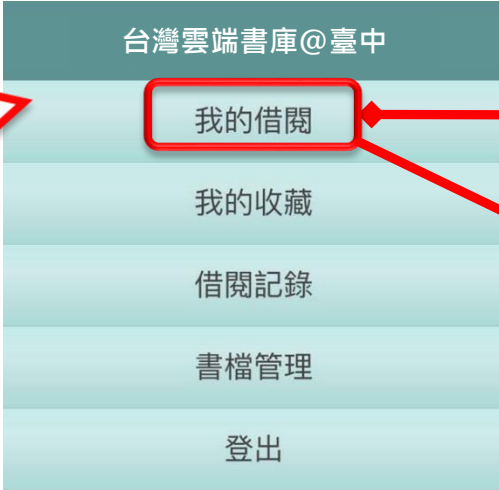 台灣雲端書庫@臺中
我的借閱
我的收藏
借閱記錄
書檔管理
登出